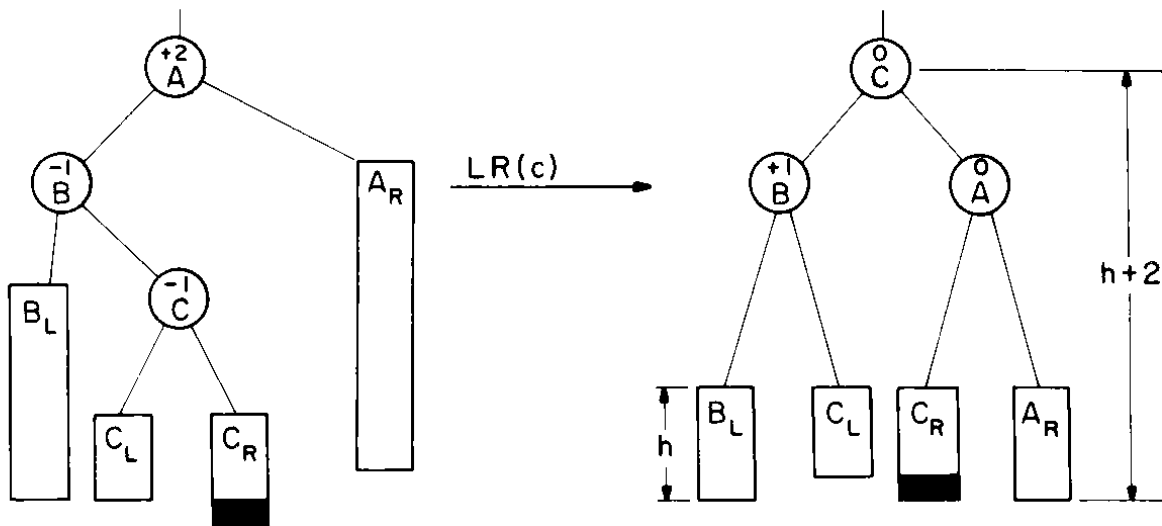 +2
A
-1
B
-1
C
B_L
C_L
C_R
A_R
LR(c)
0
C
+1
B
0
A
h+2
h
B_L
C_L
C_R
A_R